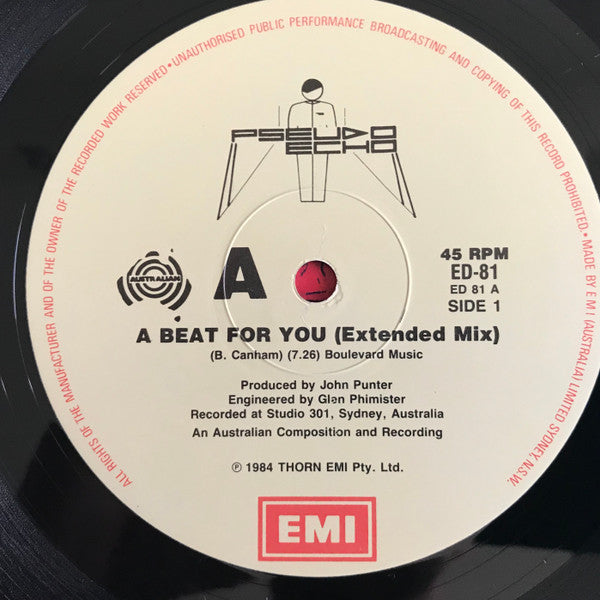 ALL RIGHTS OF THE MANUFACTURER AND OF THE OWNER OF THE RECORDED WORK RESERVED•UNAUTHORISED PUBLIC PERFORMANCE BROADCASTING AND COPYING OF THIS RECORD PROHIBITED.•MADE BY E M I (AUSTRALIA) LIMITED SYDNEY, N.S.W.
PSEUDO
ECHO
AUSTRALIAN
A
45 RPM
ED-81
ED 81 A
SIDE 1
A BEAT FOR YOU (Extended Mix)
(B. Canham) (7.26) Boulevard Music
Produced by John Punter
Engineered by Glen Phimister
Recorded at Studio 301, Sydney, Australia
An Australian Composition and Recording
℗ 1984 THORN EMI Pty. Ltd.
EMI